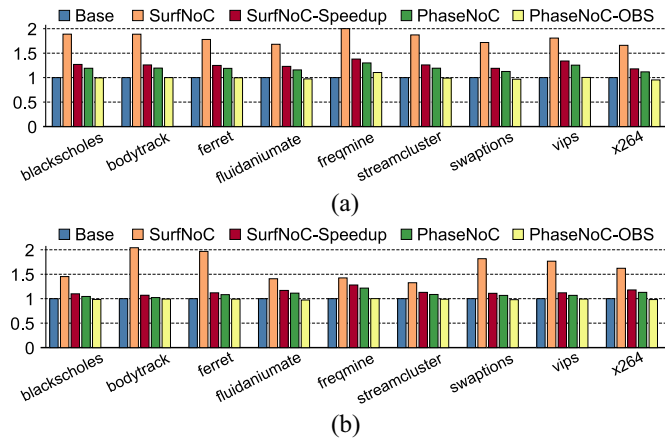 Base SurfNoC SurfNoC-Speedup PhaseNoC PhaseNoC-OBS
2
1.5
1
0.5
0
blackscholes bodytrack ferret fluidaniumate freqmine streamcluster swaptions vips x264
(a)
Base SurfNoC SurfNoC-Speedup PhaseNoC PhaseNoC-OBS
2
1.5
1
0.5
0
blackscholes bodytrack ferret fluidaniumate freqmine streamcluster swaptions vips x264
(b)